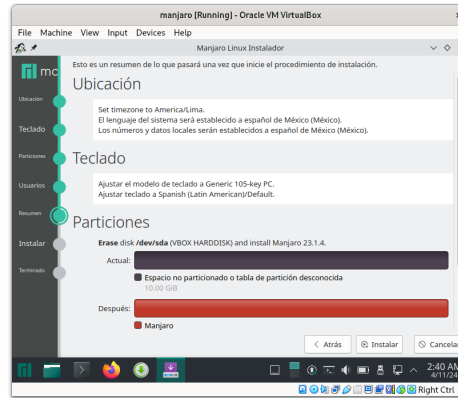 manjaro [Running] - Oracle VM VirtualBox
File Machine View Input Devices Help
Manjaro Linux Instalador
Esto es un resumen de lo que pasará una vez que inicie el procedimiento de instalación.
Ubicación
Ubicación
Set timezone to America/Lima.
El lenguaje del sistema será establecido a español de México (México).
Los números y datos locales serán establecidos a español de México (México).
Teclado
Teclado
Ajustar el modelo de teclado a Generic 105-key PC.
Ajustar teclado a Spanish (Latin American)/Default.
Particiones
Usuarios
Resumen
Instalar
Terminado
Particiones
Erase disk /dev/sda (VBOX HARDDISK) and install Manjaro 23.1.4.
Actual:
Espacio no particionado o tabla de partición desconocida
10.00 GiB
Después:
Manjaro
Atrás
Instalar
Cancela
2:40 AM
4/11/24
Right Ctrl